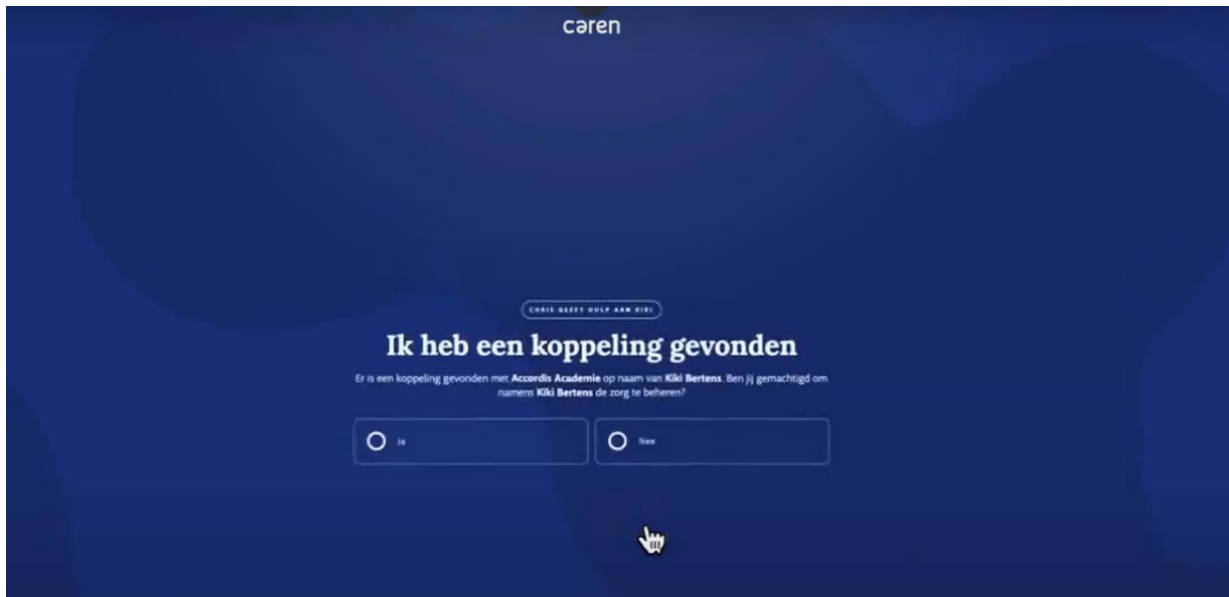 caren
CHRIS GEEFT HULP AAN KIKI
Ik heb een koppeling gevonden
Er is een koppeling gevonden met Accordis Academie op naam van Kiki Bertens. Ben jij gemachtigd om
namens Kiki Bertens de zorg te beheren?
Ja
Nee